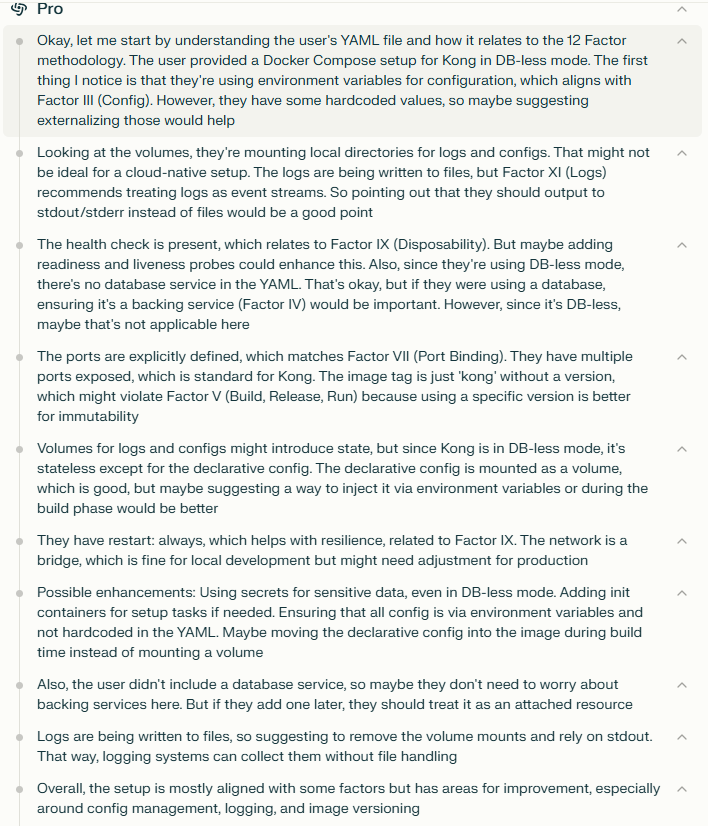 Pro
Okay, let me start by understanding the user's YAML file and how it relates to the 12 Factor
methodology. The user provided a Docker Compose setup for Kong in DB-less mode. The first
thing I notice is that they're using environment variables for configuration, which aligns with
Factor III (Config). However, they have some hardcoded values, so maybe suggesting
externalizing those would help
Looking at the volumes, they're mounting local directories for logs and configs. That might not
be ideal for a cloud-native setup. The logs are being written to files, but Factor XI (Logs)
recommends treating logs as event streams. So pointing out that they should output to
stdout/stderr instead of files would be a good point
The health check is present, which relates to Factor IX (Disposability). But maybe adding
readiness and liveness probes could enhance this. Also, since they're using DB-less mode,
there's no database service in the YAML. That's okay, but if they were using a database,
ensuring it's a backing service (Factor IV) would be important. However, since it's DB-less,
maybe that's not applicable here
The ports are explicitly defined, which matches Factor VII (Port Binding). They have multiple
ports exposed, which is standard for Kong. The image tag is just 'kong' without a version,
which might violate Factor V (Build, Release, Run) because using a specific version is better
for immutability
Volumes for logs and configs might introduce state, but since Kong is in DB-less mode, it's
stateless except for the declarative config. The declarative config is mounted as a volume,
which is good, but maybe suggesting a way to inject it via environment variables or during the
build phase would be better
They have restart: always, which helps with resilience, related to Factor IX. The network is a
bridge, which is fine for local development but might need adjustment for production
Possible enhancements: Using secrets for sensitive data, even in DB-less mode. Adding init
containers for setup tasks if needed. Ensuring that all config is via environment variables and
not hardcoded in the YAML. Maybe moving the declarative config into the image during build
time instead of mounting a volume
Also, the user didn't include a database service, so maybe they don't need to worry about
backing services here. But if they add one later, they should treat it as an attached resource
Logs are being written to files, so suggesting to remove the volume mounts and rely on stdout.
That way, logging systems can collect them without file handling
Overall, the setup is mostly aligned with some factors but has areas for improvement, especially
around config management, logging, and image versioning